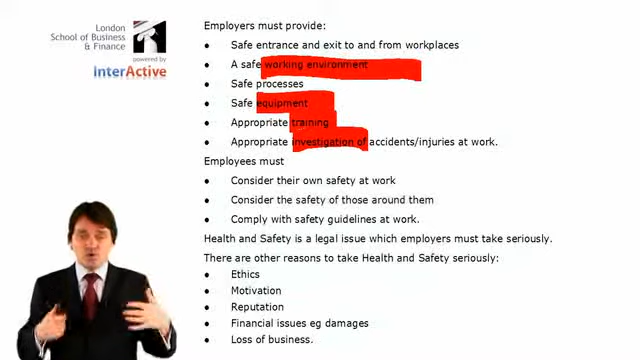 London
School of Business
& Finance
powered by
InterActive
Employers must provide:
• Safe entrance and exit to and from workplaces
• A safe working environment
• Safe processes
• Safe equipment
• Appropriate training
• Appropriate investigation of accidents/injuries at work.
Employees must
• Consider their own safety at work
• Consider the safety of those around them
• Comply with safety guidelines at work.
Health and Safety is a legal issue which employers must take seriously.
There are other reasons to take Health and Safety seriously:
• Ethics
• Motivation
• Reputation
• Financial issues eg damages
• Loss of business.